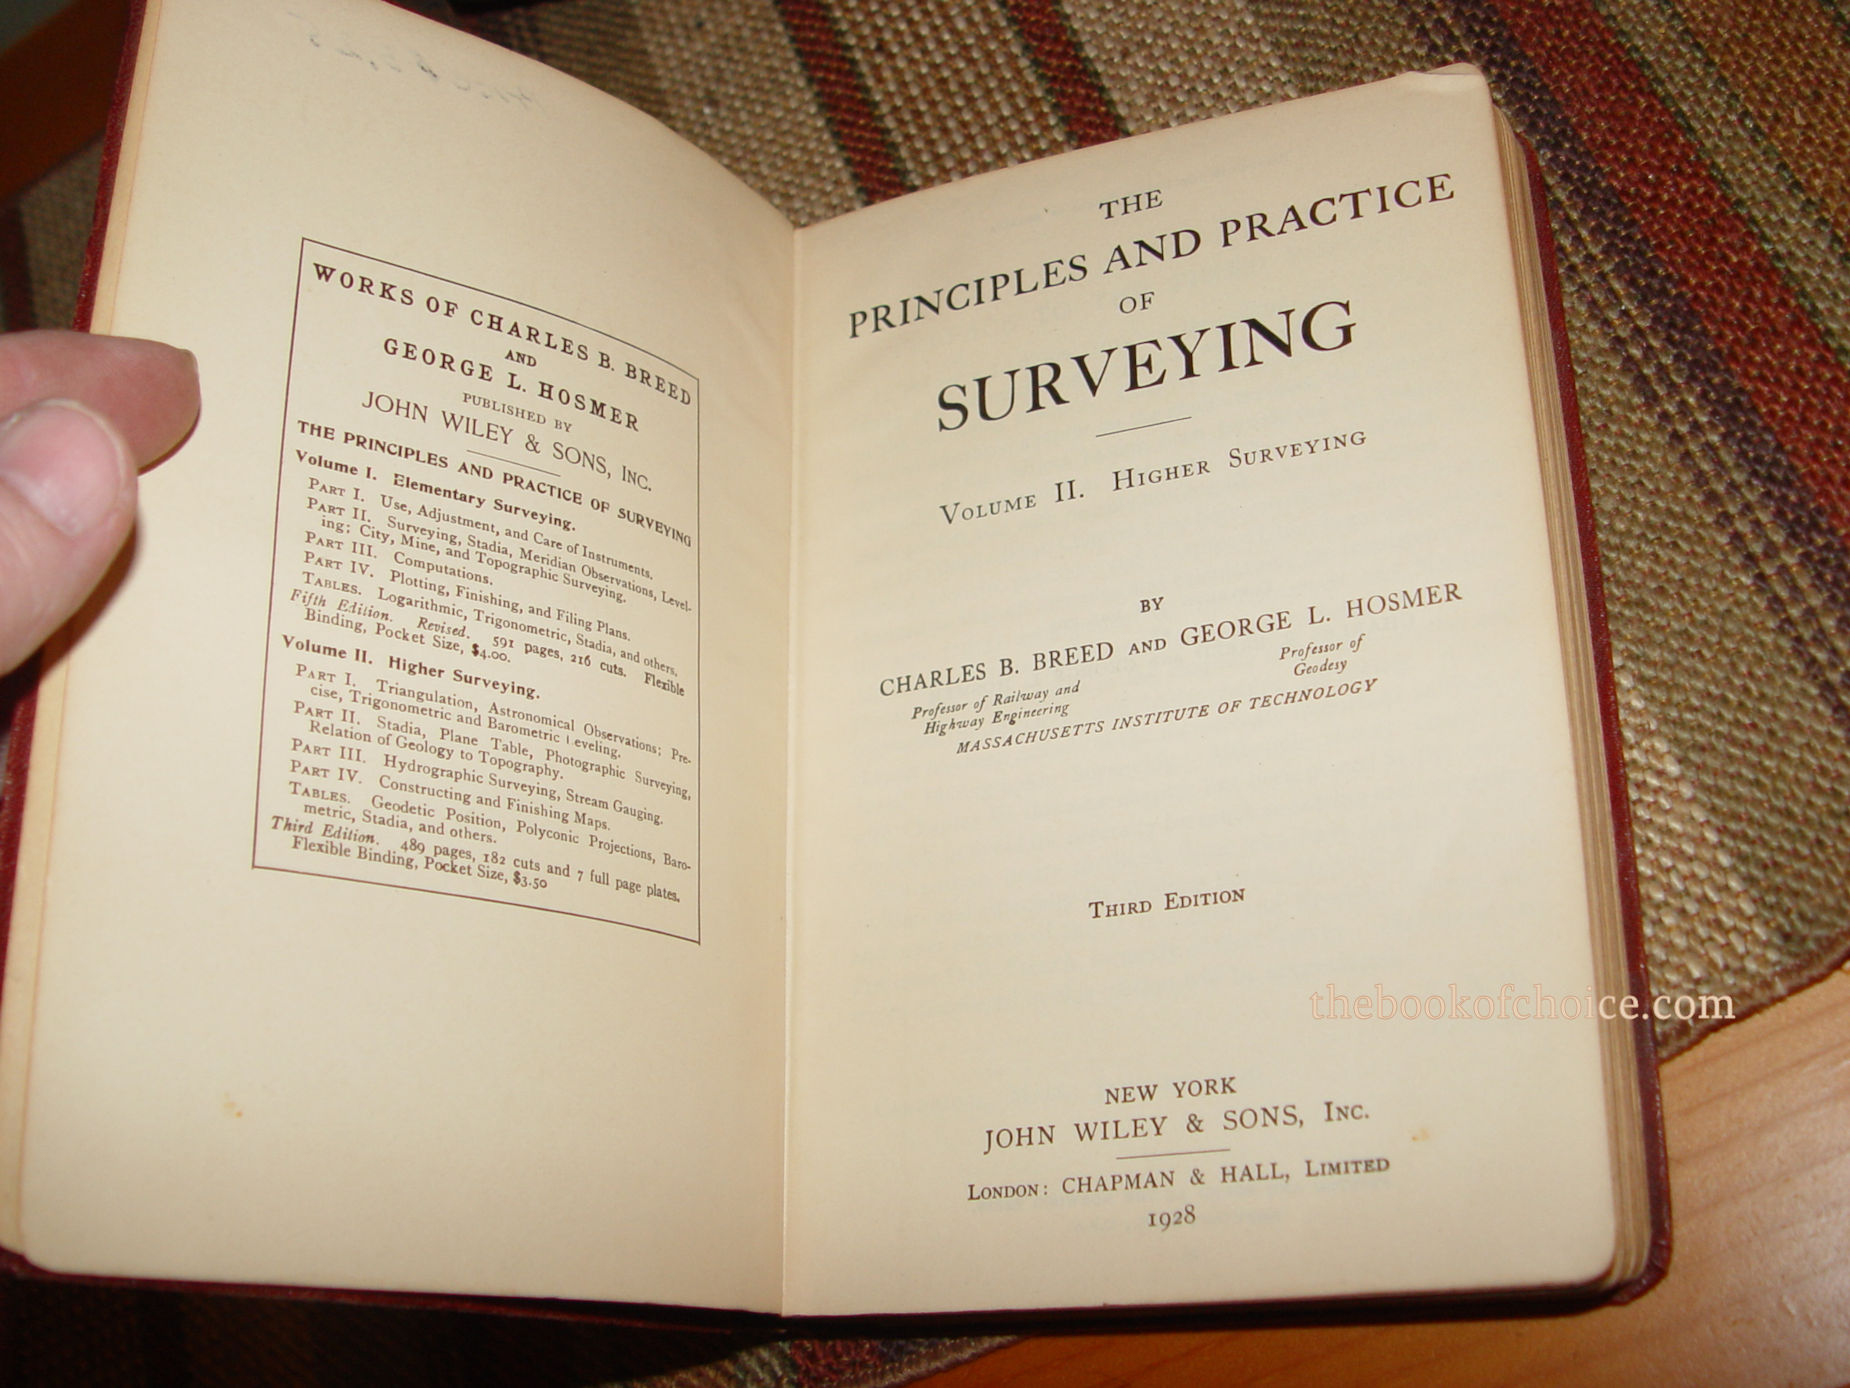 WORKS OF CHARLES B. BREED
AND
GEORGE L. HOSMER
PUBLISHED BY
JOHN WILEY & SONS, INC.
THE PRINCIPLES AND PRACTICE OF SURVEYING
Volume I. Elementary Surveying.
PART I. Use, Adjustment, and Care of Instruments.
PART II. Surveying, Stadia, Meridian Observations, Level-
ing; City, Mine, and Topographic Surveying.
PART III. Computations.
PART IV. Plotting, Finishing, and Filing Plans.
TABLES. Logarithmic, Trigonometric, Stadia, and others.
Fifth Edition. Revised. 591 pages, 216 cuts. Flexible
Binding, Pocket Size, $4.00.
Volume II. Higher Surveying.
PART I. Triangulation, Astronomical Observations; Pre-
cise, Trigonometric and Barometric Leveling.
PART II. Stadia, Plane Table, Photographic Surveying,
Relation of Geology to Topography.
PART III. Hydrographic Surveying, Stream Gauging.
PART IV. Constructing and Finishing Maps.
TABLES. Geodetic Position, Polyconic Projections, Baro-
metric, Stadia, and others.
Third Edition. 489 pages, 182 cuts and 7 full page plates.
Flexible Binding, Pocket Size, $3.50
THE
PRINCIPLES AND PRACTICE
OF
SURVEYING
VOLUME II. HIGHER SURVEYING
BY
CHARLES B. BREED AND GEORGE L. HOSMER
Professor of Railway and Professor of
Highway Engineering Geodesy
MASSACHUSETTS INSTITUTE OF TECHNOLOGY
THIRD EDITION
thebookofchoice.com
NEW YORK
JOHN WILEY & SONS, INC.
LONDON: CHAPMAN & HALL, LIMITED
1928